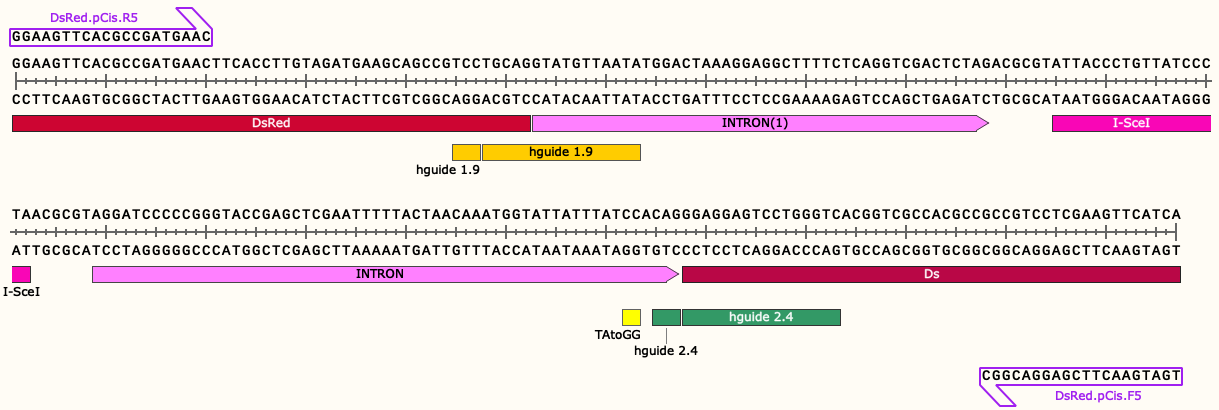 DsRed.pCis.R5
GGAAGTTCACGCCGATGAAC
GGAAGTTCACGCCGATGAACTTCACCTTGTAGATGAAGCAGCCGTCCTGCAGGTATGTTAATATGGACTAAAGGAGGCTTTTCTCAGGTCGACTCTAGACGCGTATTACCCTGTTATCCC
CCTTCAAGTGCGGCTACTTGAAGTGGAACATCTACTTCGTCGGCAGGACGTCCATACAATTATACCTGATTTCCTCCGAAAAGAGTCCAGCTGAGATCTGCGCATAATGGGACAATAGGG
DsRed INTRON(1) I-SceI
hguide 1.9
hguide 1.9
TAACGCGTAGGATCCCCCGGGTACCGAGCTCGAATTTTTACTAACAAATGGTATTATTTATCCACAGGGAGGAGTCCTGGGTCACGGTCGCCACGCCGCCGTCCTCGAAGTTCATCA
ATTGCGCATCCTAGGGGGCCCATGGCTCGAGCTTAAAAATGATTGTTTACCATAATAAATAGGTGTCCCTCCTCAGGACCCAGTGCCAGCGGTGCGGCGGCAGGAGCTTCAAGTAGT
INTRON Ds
I-SceI
hguide 2.4
TAtoGG
hguide 2.4
CGGCAGGAGCTTCAAGTAGT
DsRed.pCis.F5